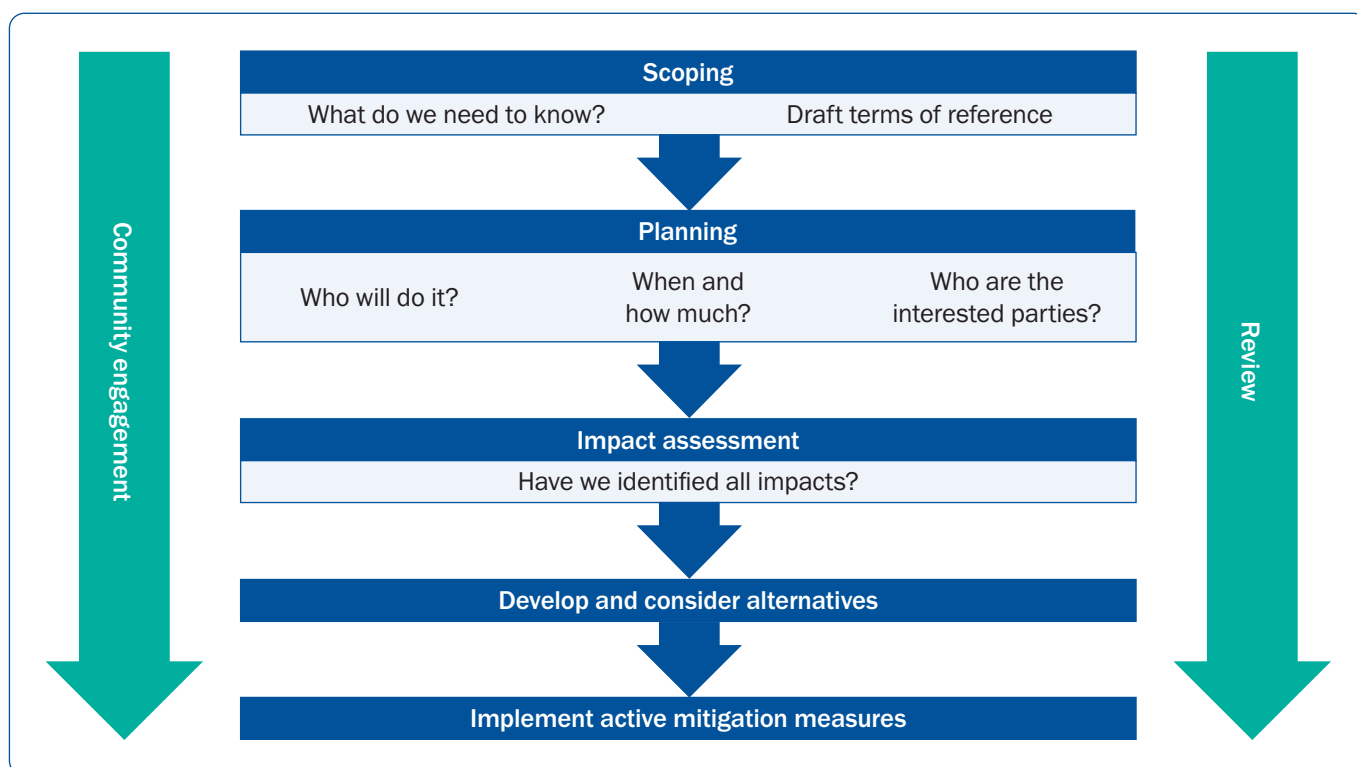 Scoping
What do we need to know?
Draft terms of reference
Planning
Who will do it?
When and
how much?
Who are the
interested parties?
Impact assessment
Have we identified all impacts?
Develop and consider alternatives
Implement active mitigation measures
Community engagement
Review